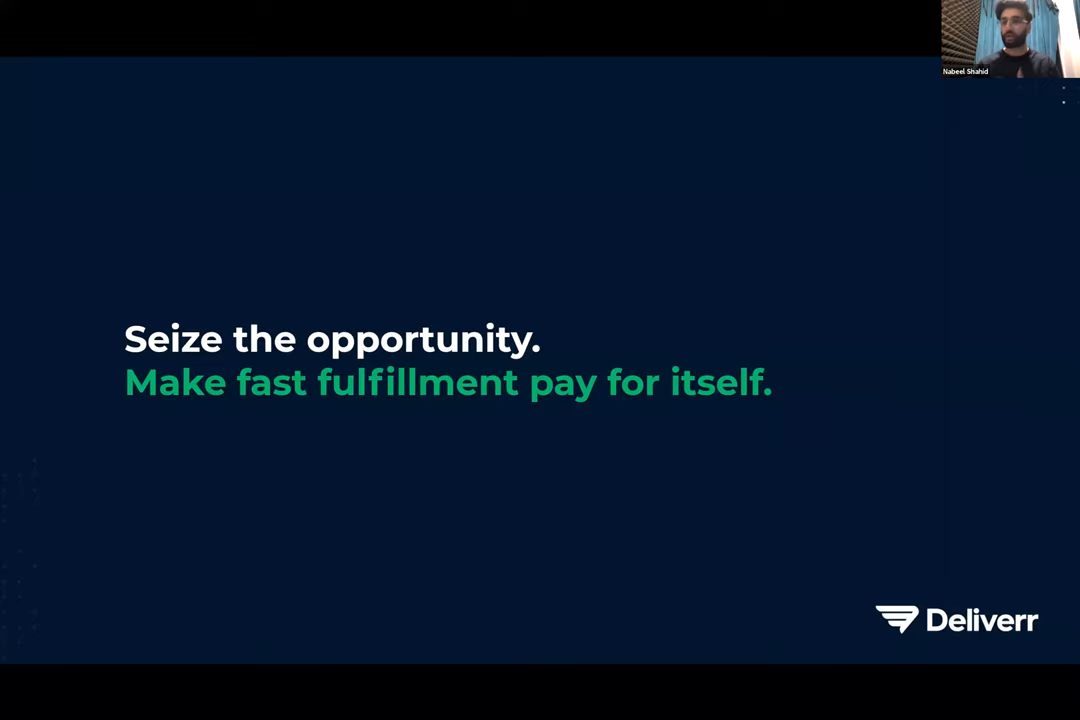 Nabeel Shahid
Seize the opportunity.
Make fast fulfillment pay for itself.
Deliverr